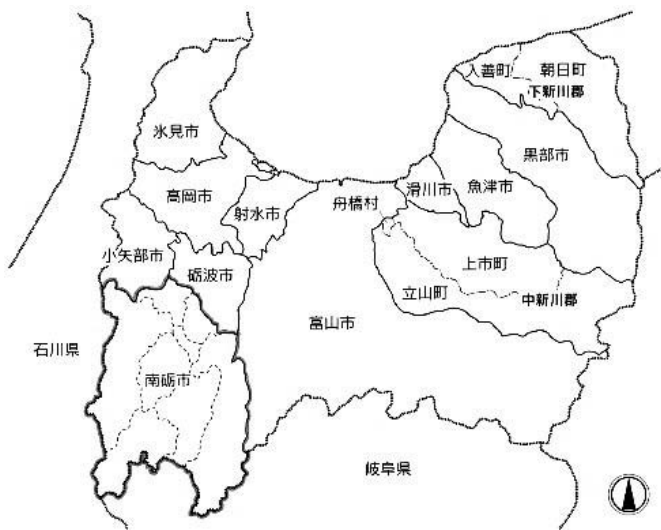 入善町
朝日町
下新川郡
氷見市
黒部市
高岡市
射水市
舟橋村
滑川市
魚津市
小矢部市
砺波市
上市町
立山町
中新川郡
富山市
石川県
南砺市
岐阜県